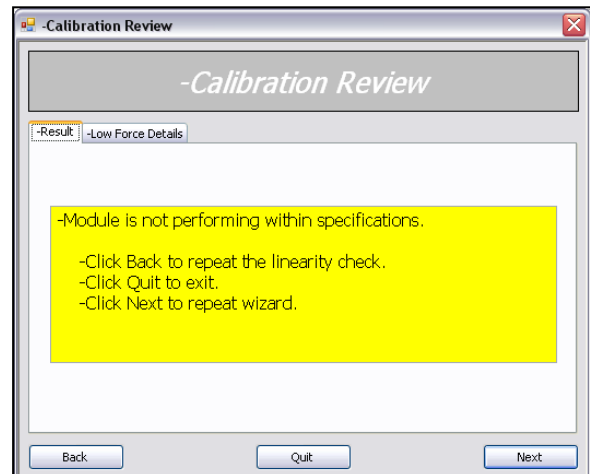 -Calibration Review
-Calibration Review
-Result -Low Force Details
-Module is not performing within specifications.
-Click Back to repeat the linearity check.
-Click Quit to exit.
-Click Next to repeat wizard.
Back Quit Next